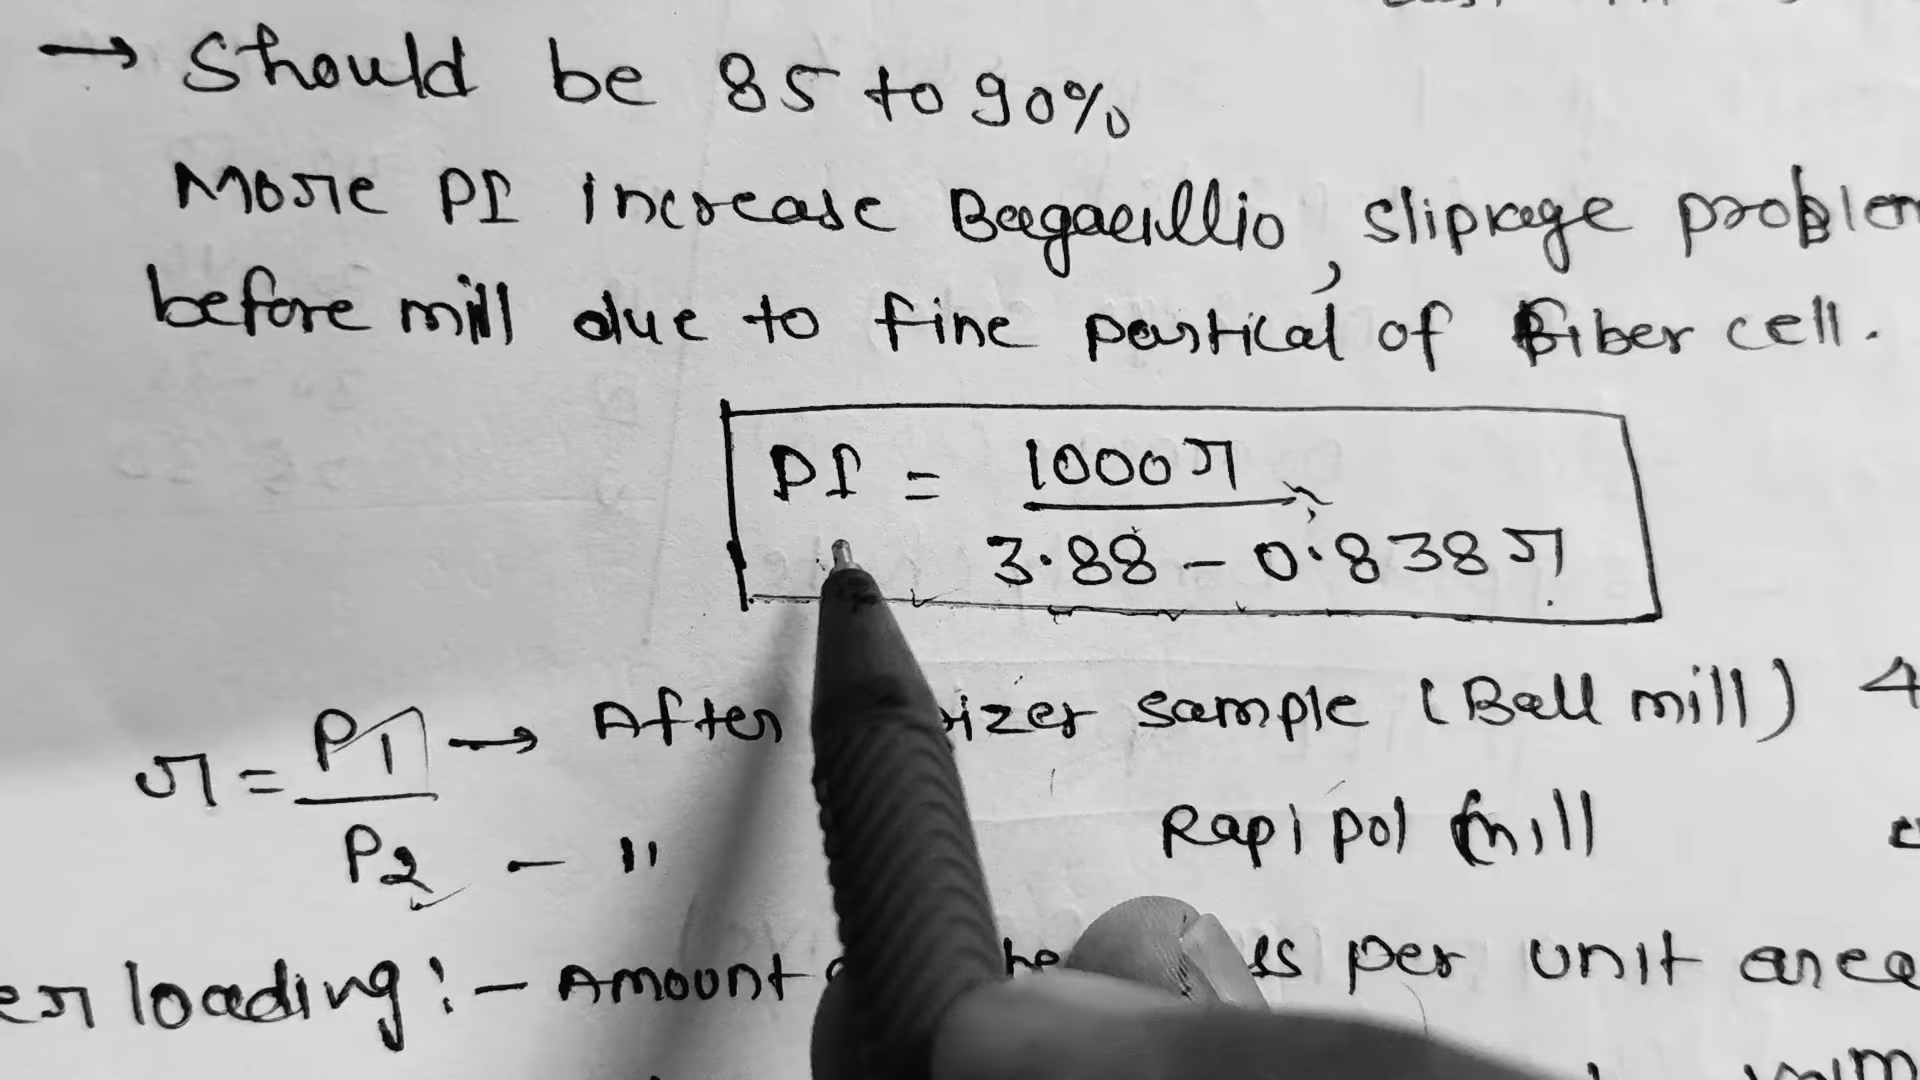 → Should be 85 to 90%
More PI increase Bagacillio, slippage problem
before mill due to fine partical of Fiber cell.
PI = 1000r
3.88 - 0.838r
r = P1 → After sample (Ball mill)
P2 - " Rapi pol mill
loading :- Amount per unit area